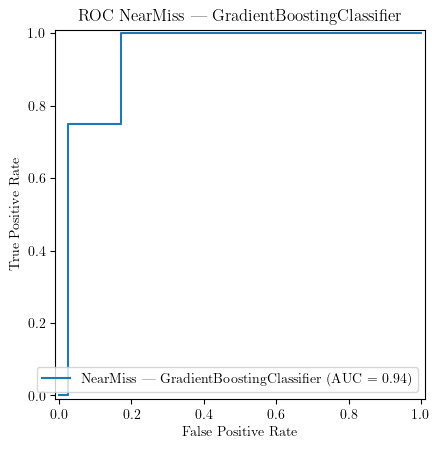 ROC NearMiss — GradientBoostingClassifier
1.0
0.8
0.6
0.4
0.2
0.0
True Positive Rate
NearMiss — GradientBoostingClassifier (AUC = 0.94)
0.0 0.2 0.4 0.6 0.8 1.0
False Positive Rate